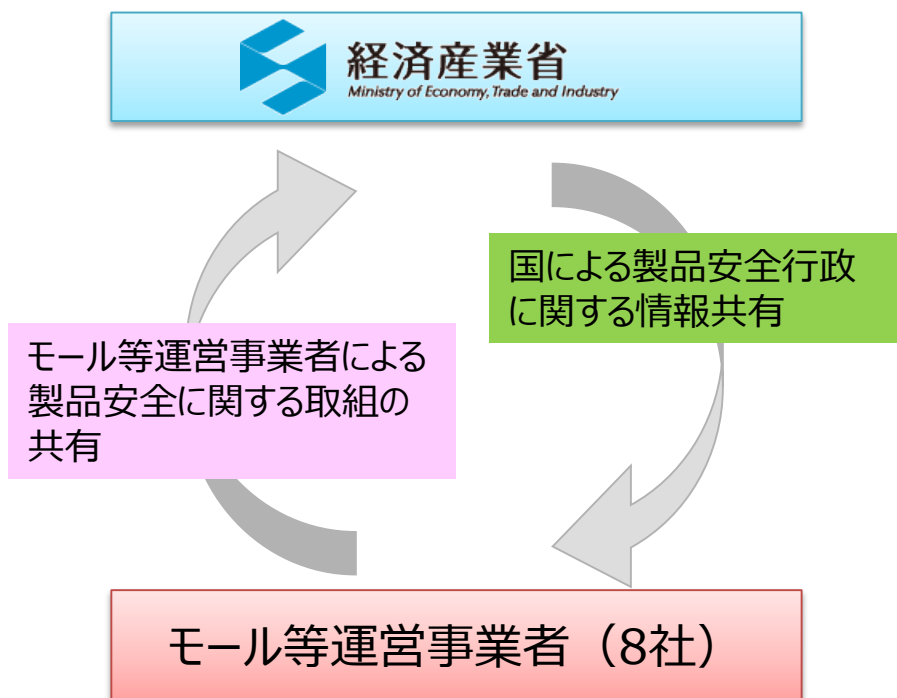 経済産業省
Ministry of Economy, Trade and Industry
国による製品安全行政
に関する情報共有
モール等運営事業者による
製品安全に関する取組の
共有
モール等運営事業者（8社）